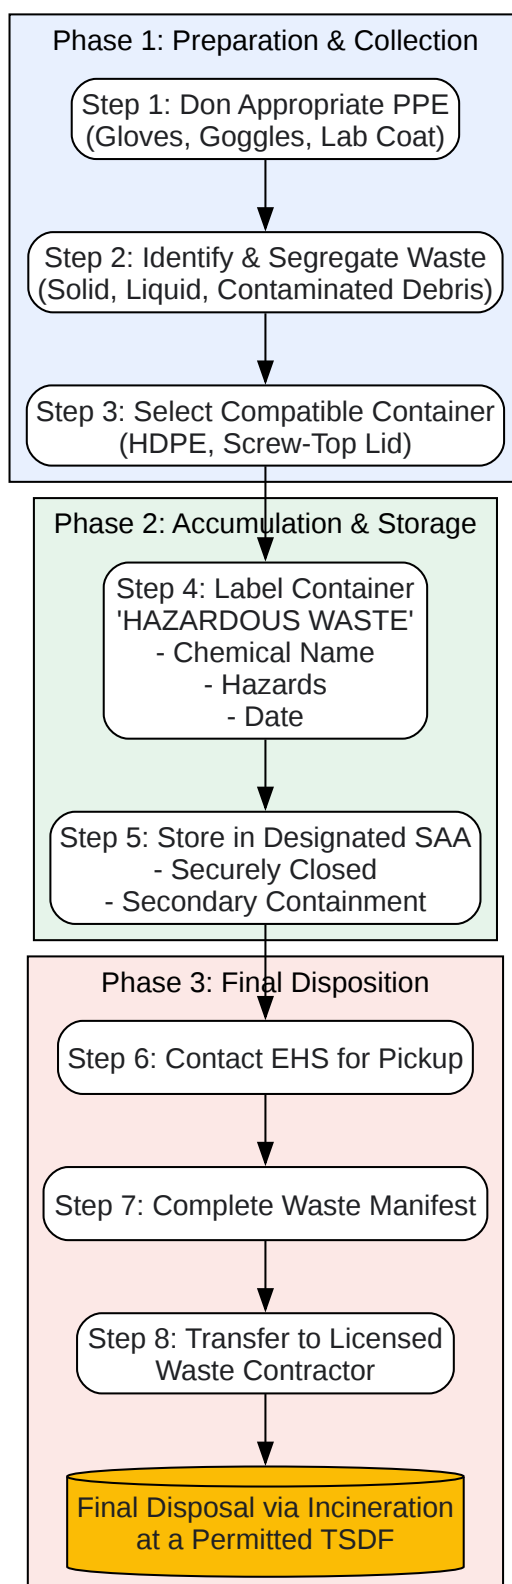 Phase 1: Preparation & Collection
Step 1: Don Appropriate PPE
(Gloves, Goggles, Lab Coat)
Step 2: Identify & Segregate Waste
(Solid, Liquid, Contaminated Debris)
Step 3: Select Compatible Container
(HDPE, Screw-Top Lid)
Phase 2: Accumulation & Storage
Step 4: Label Container
'HAZARDOUS WASTE'
- Chemical Name
- Hazards
- Date
Step 5: Store in Designated SAA
- Securely Closed
- Secondary Containment
Phase 3: Final Disposition
Step 6: Contact EHS for Pickup
Step 7: Complete Waste Manifest
Step 8: Transfer to Licensed
Waste Contractor
Final Disposal via Incineration
at a Permitted TSDF